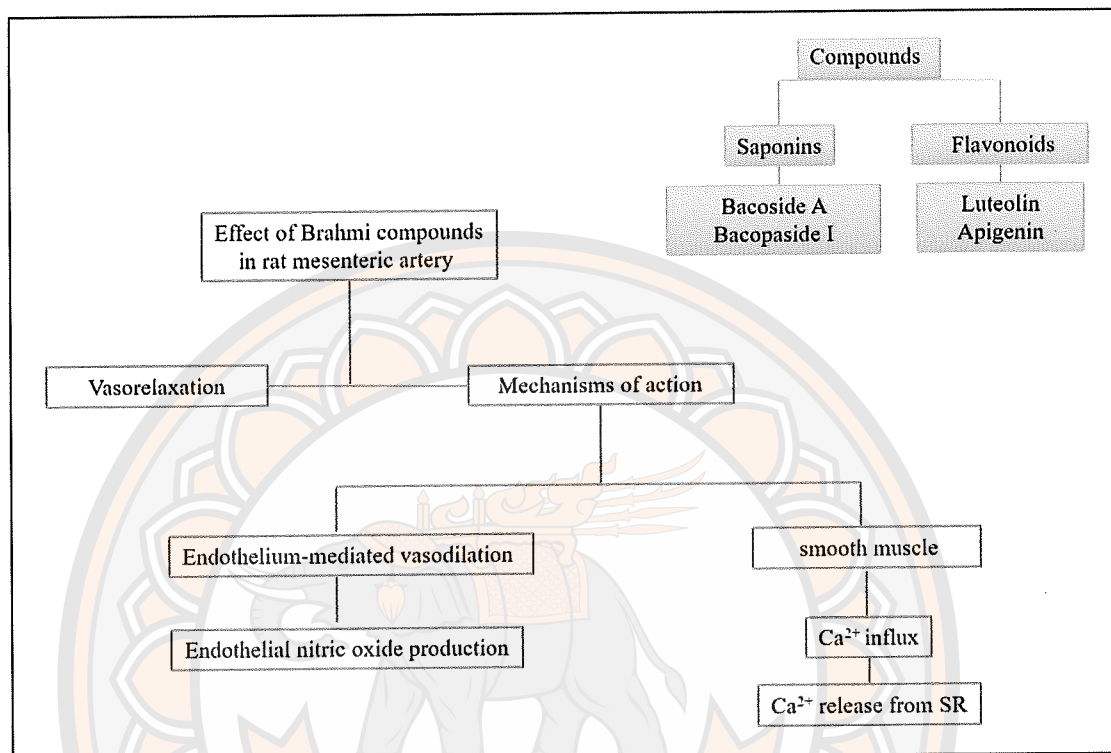 Compounds
Saponins
Flavonoids
Bacoside A
Bacopaside I
Luteolin
Apigenin
Effect of Brahmi compounds
in rat mesenteric artery
Vasorelaxation
Mechanisms of action
Endothelium-mediated vasodilation
smooth muscle
Endothelial nitric oxide production
Ca²⁺ influx
Ca²⁺ release from SR